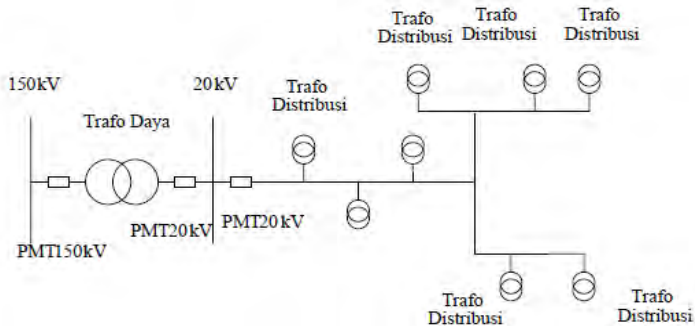 Trafo
Distribusi
Trafo
Distribusi
Trafo
Distribusi
150kV
20kV
Trafo
Distribusi
Trafo Daya
PMT150kV
PMT20kV
PMT20kV
Trafo
Distribusi
Trafo
Distribusi